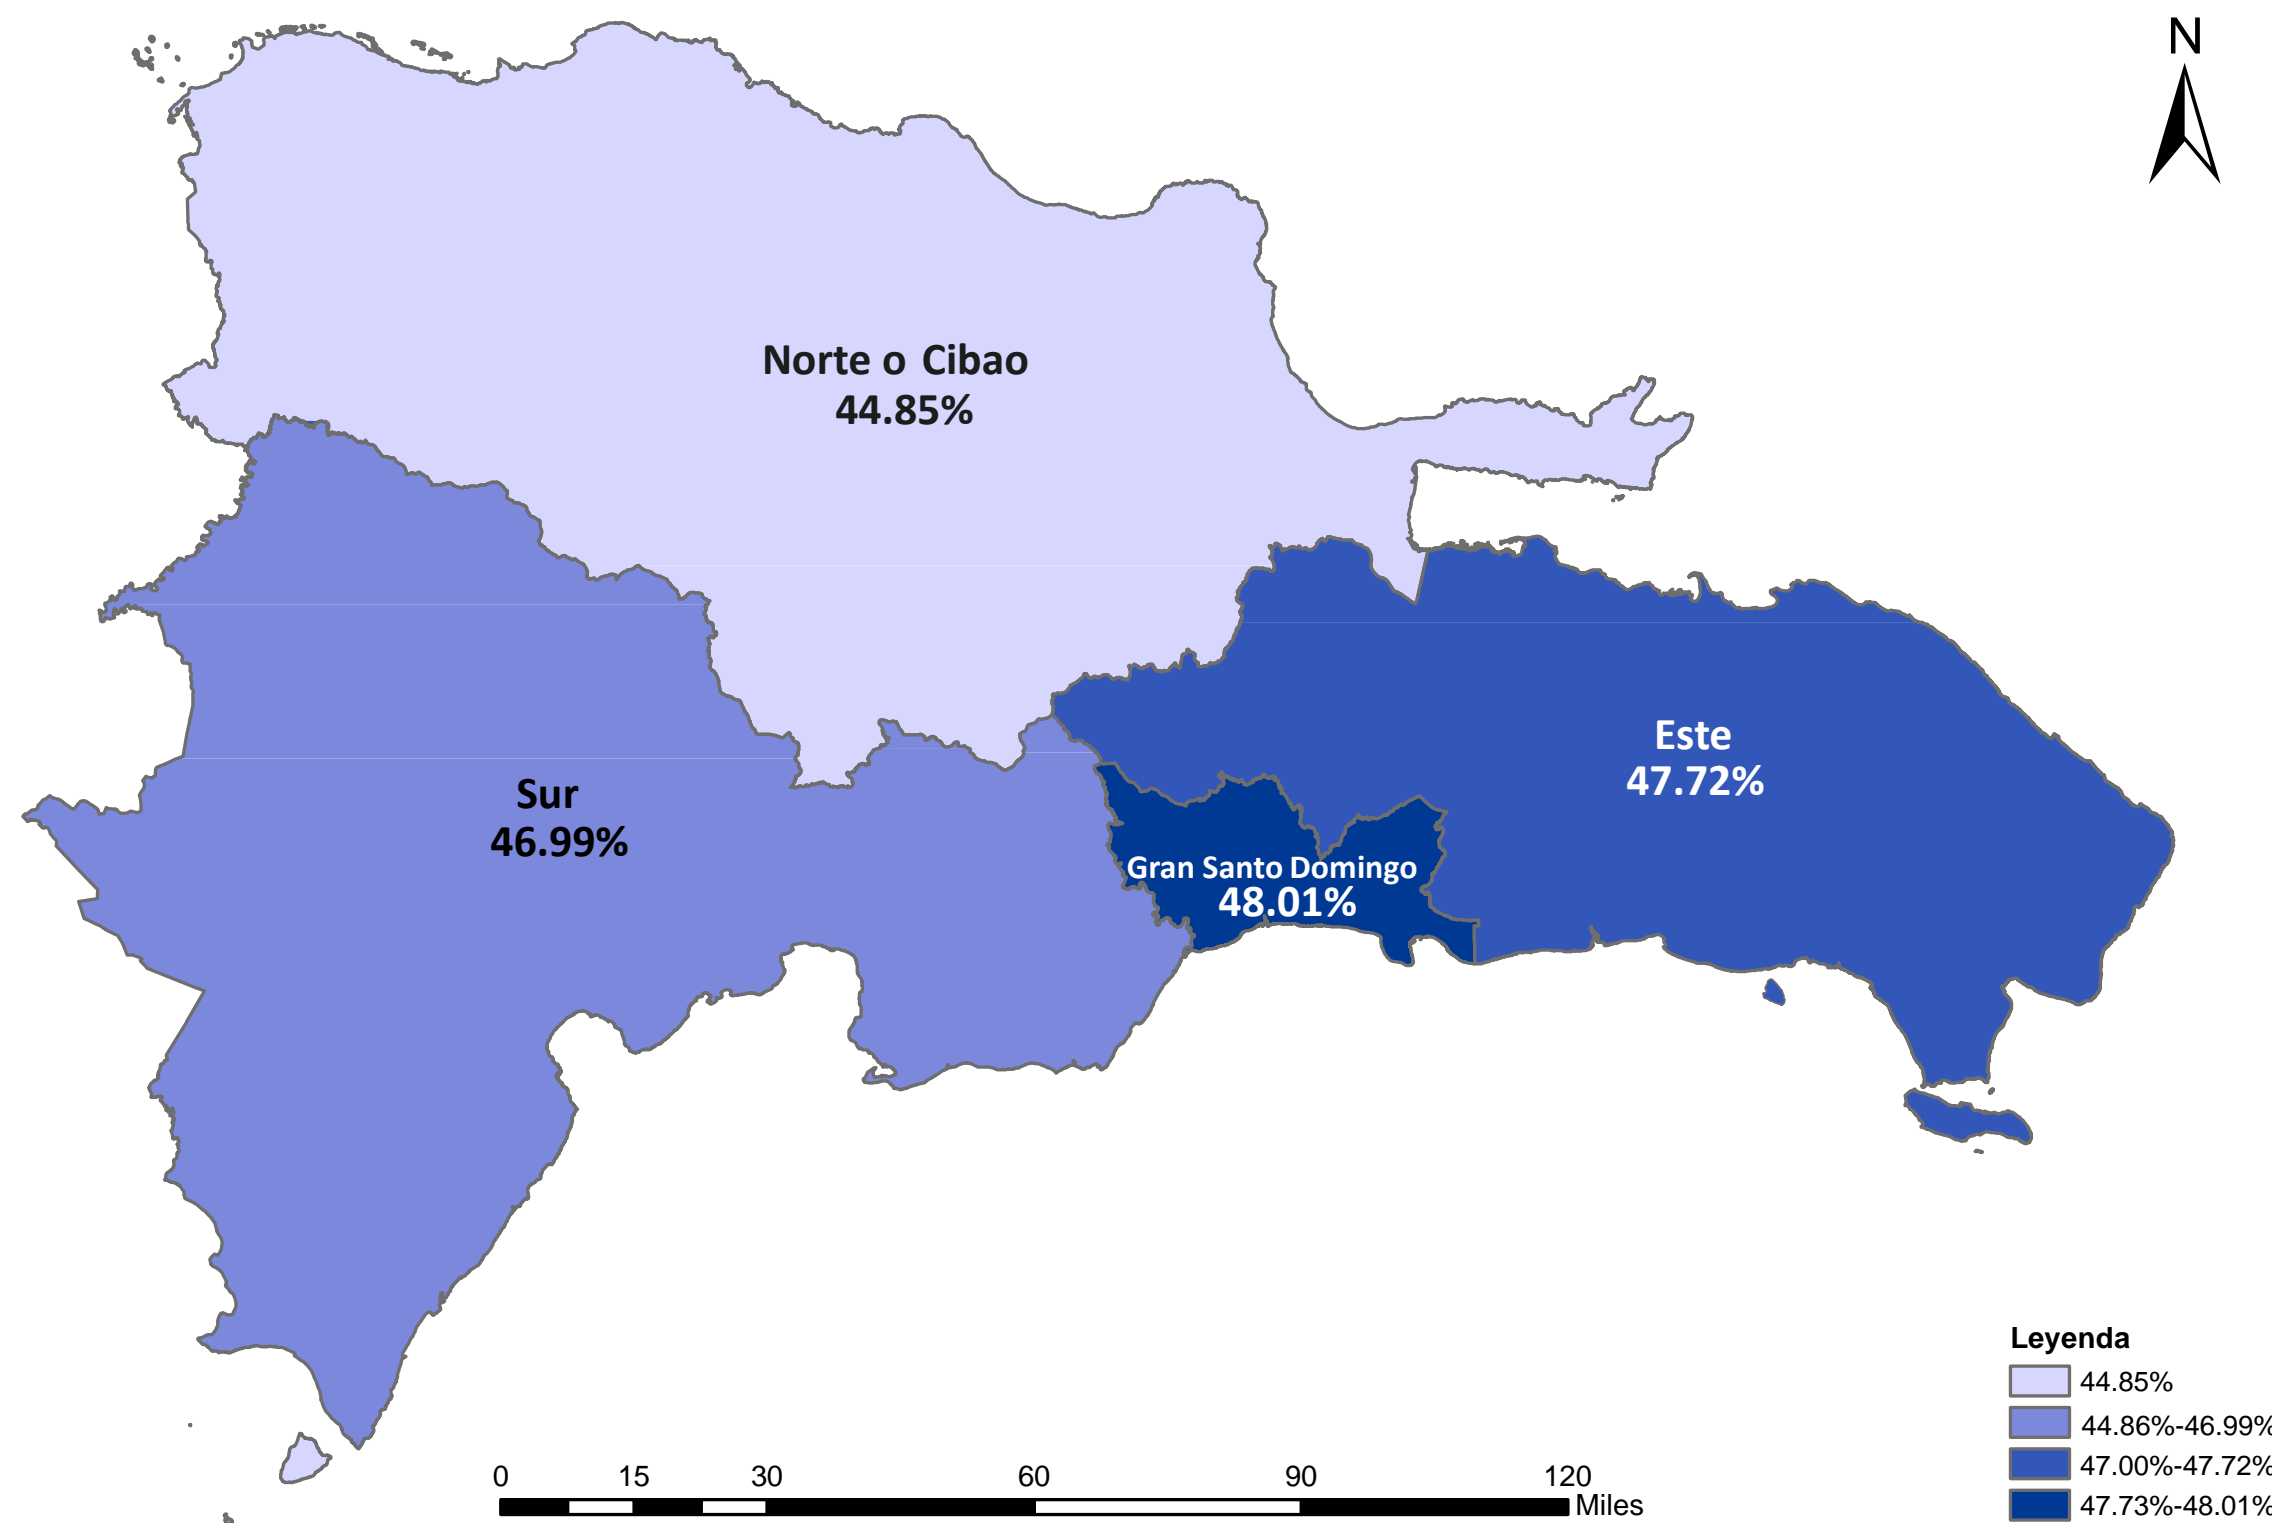 N
Norte o Cibao
44.85%
Este
47.72%
Sur
46.99%
Gran Santo Domingo
48.01%
Leyenda
44.85%
44.86%-46.99%
47.00%-47.72%
47.73%-48.01%
0 15 30 60 90 120
Miles